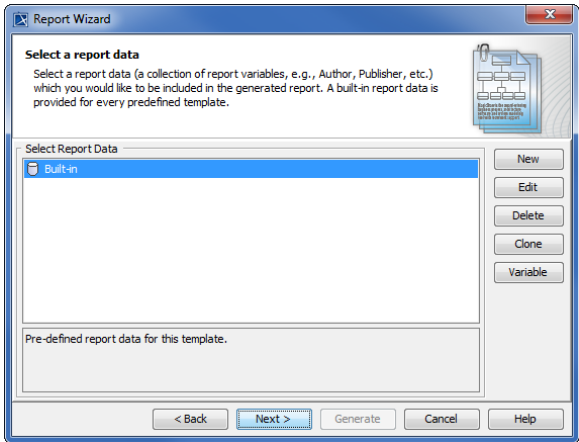 Report Wizard
Select a report data
Select a report data (a collection of report variables, e.g., Author, Publisher, etc.)
which you would like to be included in the generated report. A built-in report data is
provided for every predefined template.
Select Report Data
Built-in
New
Edit
Delete
Clone
Variable
Pre-defined report data for this template.
< Back
Next >
Generate
Cancel
Help